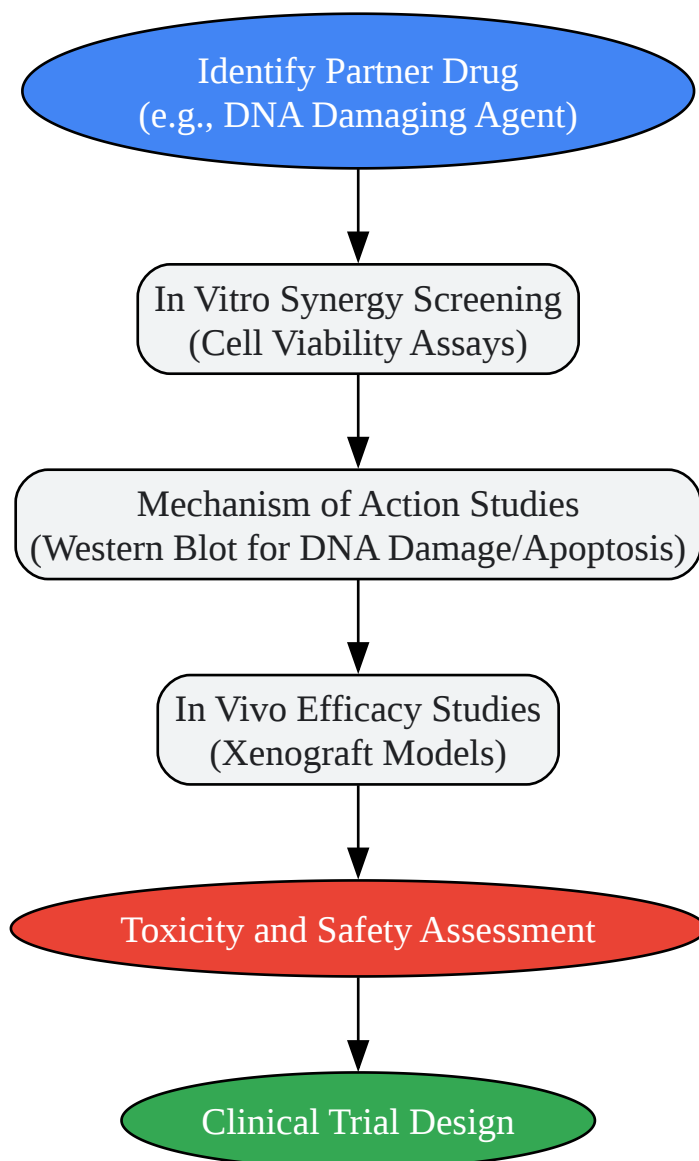 Identify Partner Drug
(e.g., DNA Damaging Agent)
In Vitro Synergy Screening
(Cell Viability Assays)
Mechanism of Action Studies
(Western Blot for DNA Damage/Apoptosis)
In Vivo Efficacy Studies
(Xenograft Models)
Toxicity and Safety Assessment
Clinical Trial Design